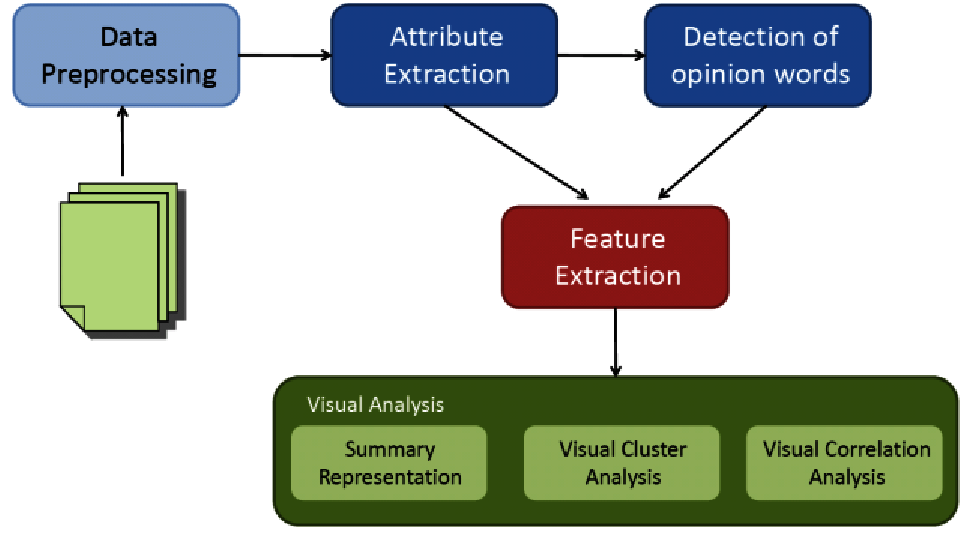 Data
Preprocessing
Attribute
Extraction
Detection of
opinion words
Feature
Extraction
Visual Analysis
Summary
Representation
Visual Cluster
Analysis
Visual Correlation
Analysis